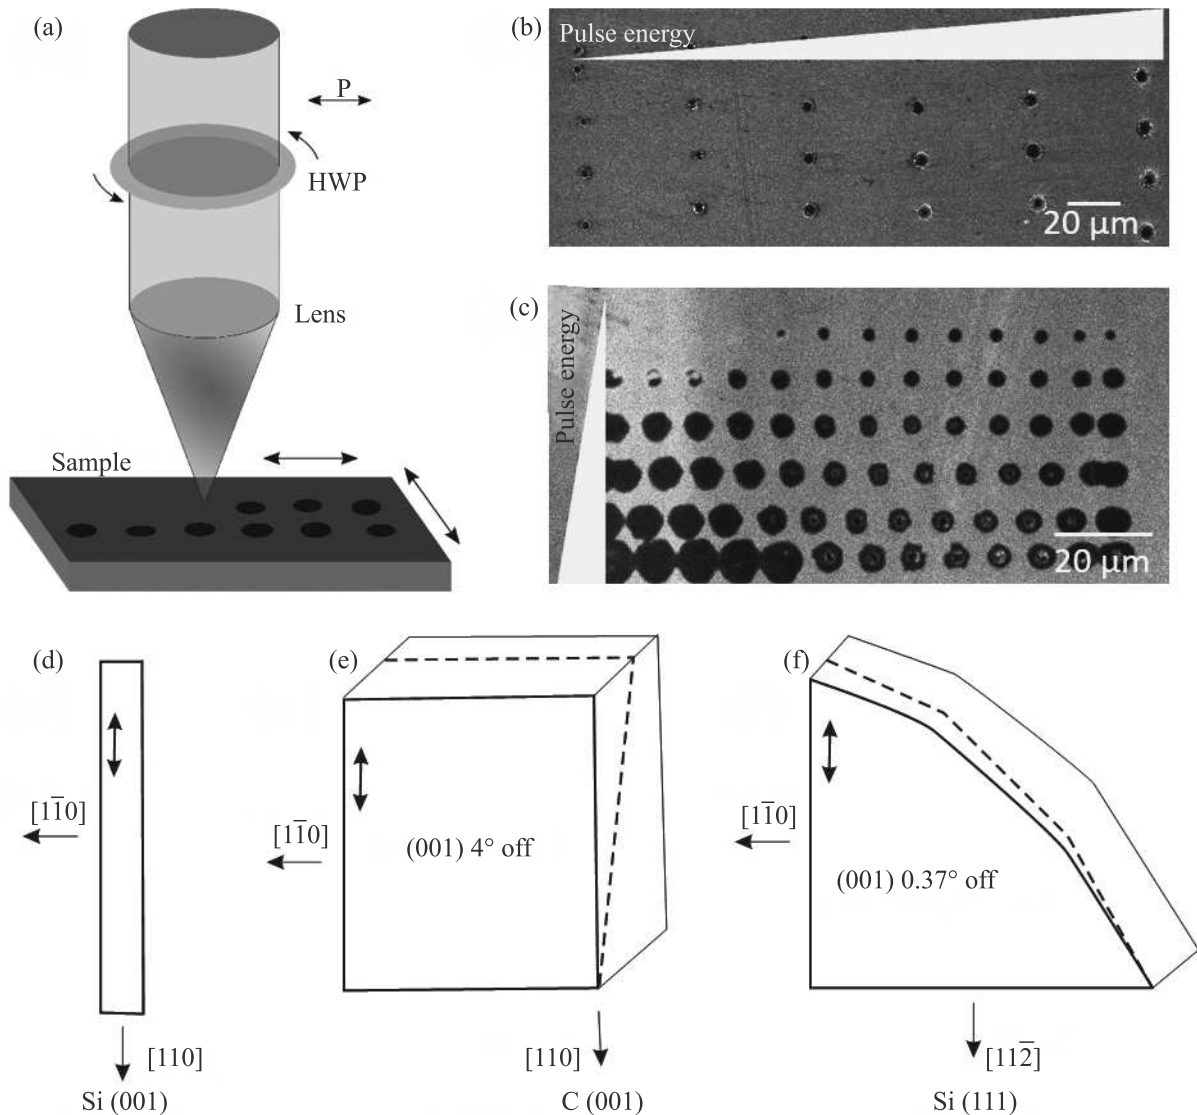 (a)
P
HWP
Lens
Sample
(b)
Pulse energy
20 μm
(c)
Pulse energy
20 μm
(d)
[11̅0]
[110]
Si (001)
(e)
[11̅0]
(001) 4° off
[110]
C (001)
(f)
[11̅0]
(001) 0.37° off
[112̅]
Si (111)